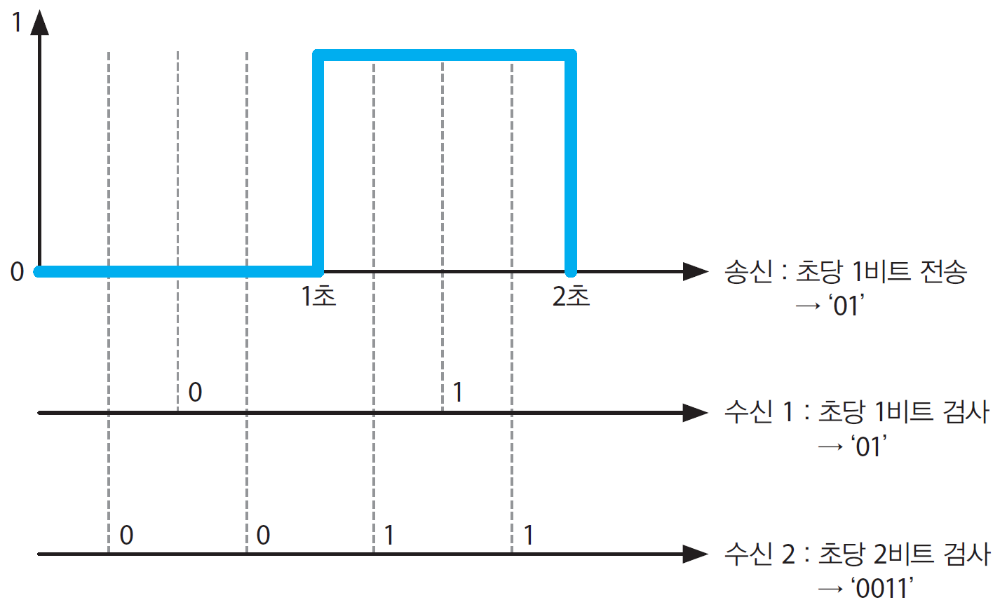 1
0
1초
2초
송신 : 초당 1비트 전송
→ ‘01’
0
1
수신 1 : 초당 1비트 검사
→ ‘01’
0
0
1
1
수신 2 : 초당 2비트 검사
→ ‘0011’